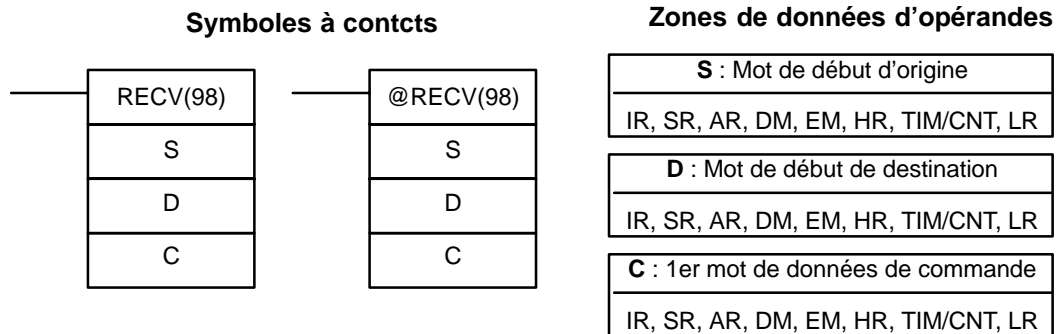 Symboles à contcts
RECV(98)
S
D
C
@RECV(98)
S
D
C
Zones de données d'opérandes
S : Mot de début d'origine
IR, SR, AR, DM, EM, HR, TIM/CNT, LR
D : Mot de début de destination
IR, SR, AR, DM, EM, HR, TIM/CNT, LR
C : 1er mot de données de commande
IR, SR, AR, DM, EM, HR, TIM/CNT, LR